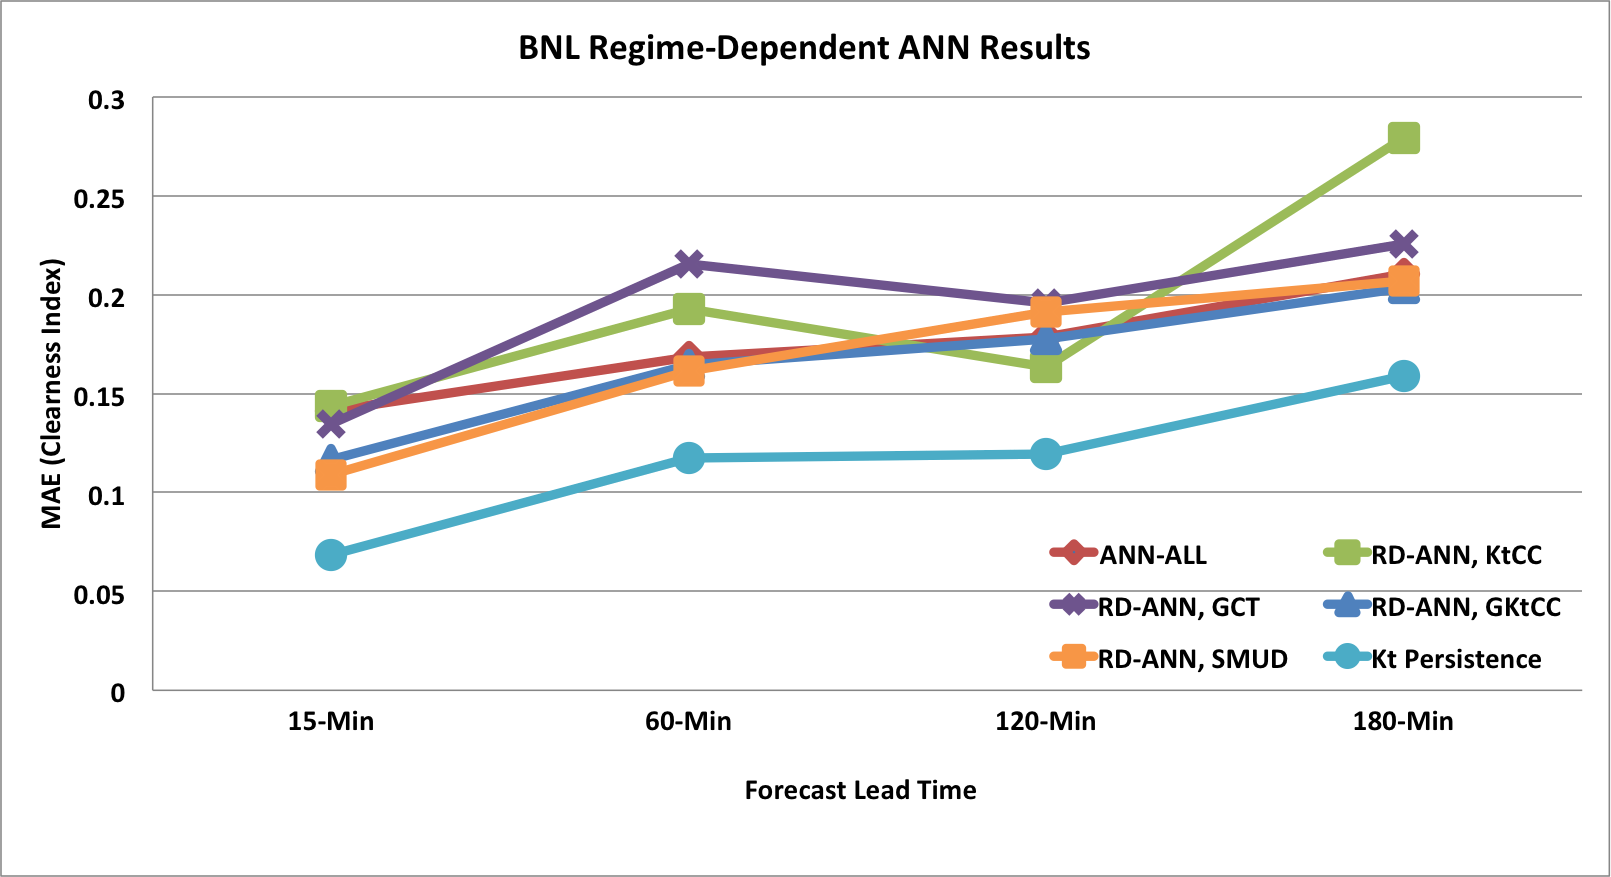 BNL Regime-Dependent ANN Results
0.3
0.25
0.2
0.15
0.1
0.05
0
MAE (Clearness Index)
ANN-ALL
RD-ANN, KtCC
RD-ANN, GCT
RD-ANN, GKtCC
RD-ANN, SMUD
Kt Persistence
15-Min
60-Min
120-Min
180-Min
Forecast Lead Time